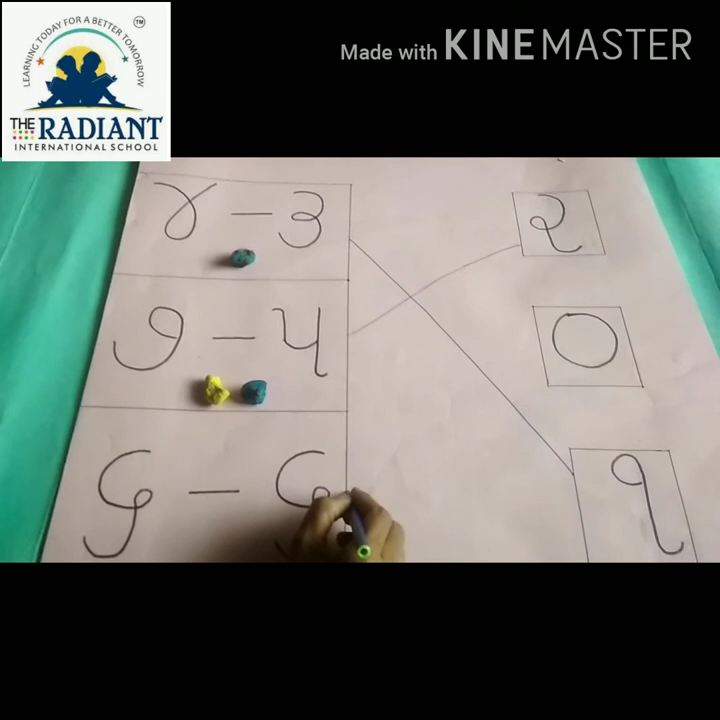 LEARNING TODAY FOR A BETTER TOMORROW
TM
THE RADIANT
INTERNATIONAL SCHOOL
Made with KINEMASTER
૪ – ૩
૨
૭ – ૫
૦
૬ – ૬
૧